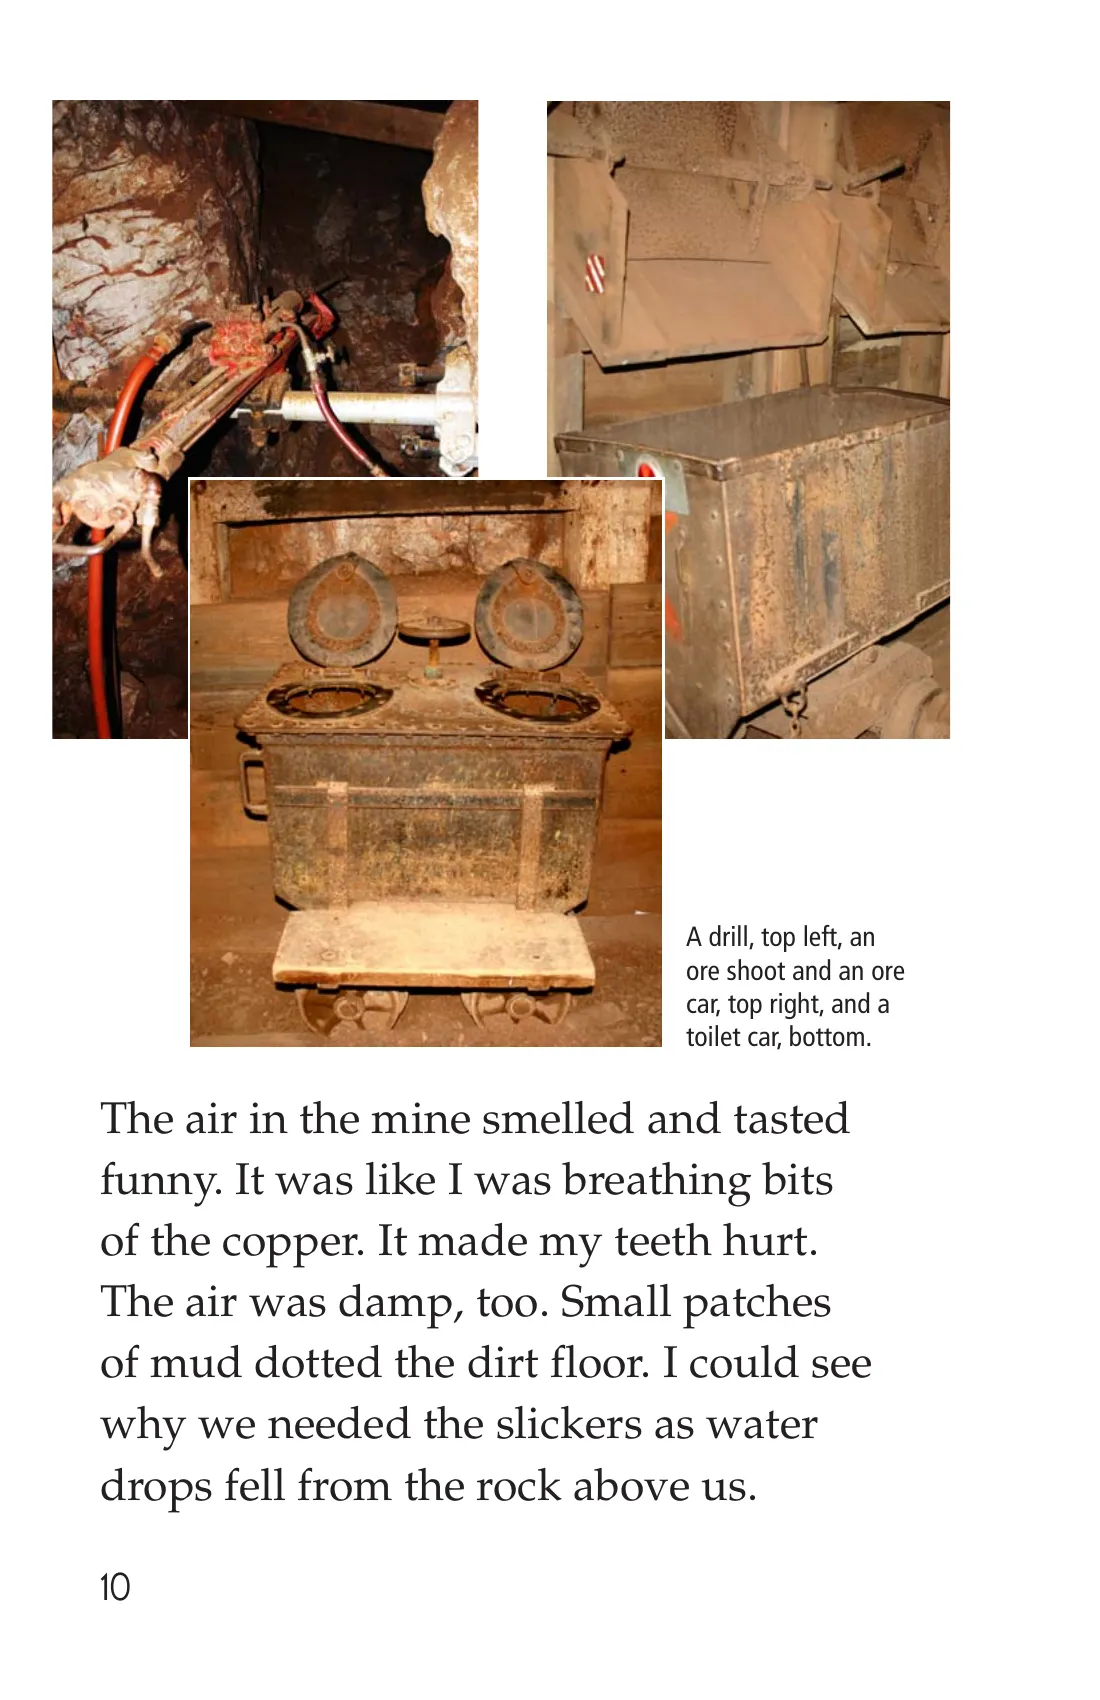 A drill, top left, an
ore shoot and an ore
car, top right, and a
toilet car, bottom.
The air in the mine smelled and tasted
funny. It was like I was breathing bits
of the copper. It made my teeth hurt.
The air was damp, too. Small patches
of mud dotted the dirt floor. I could see
why we needed the slickers as water
drops fell from the rock above us.
10